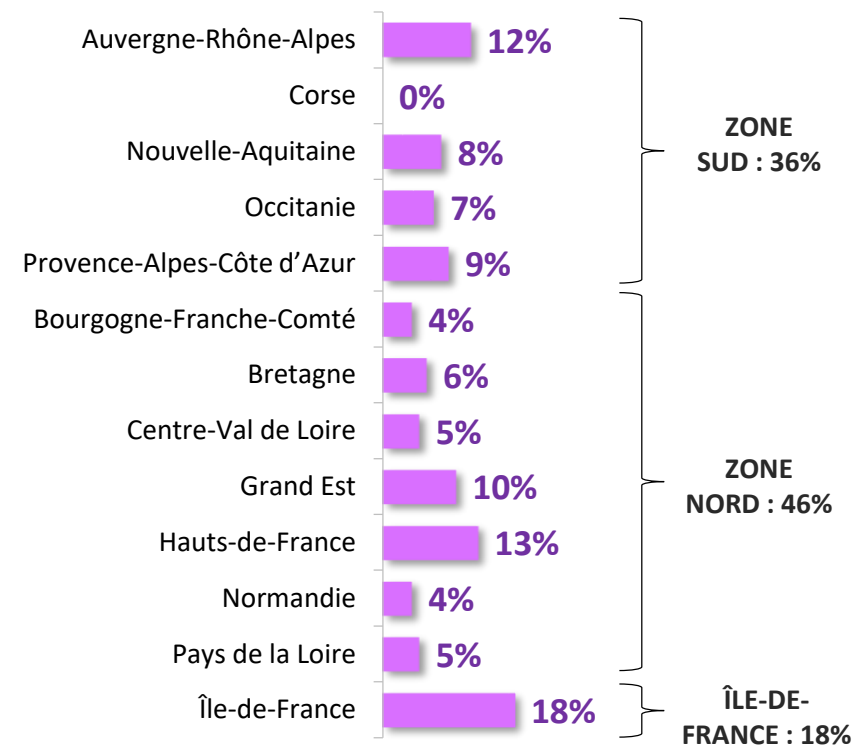 Auvergne-Rhône-Alpes 12%
Corse 0%
Nouvelle-Aquitaine 8%
Occitanie 7%
Provence-Alpes-Côte d’Azur 9%
ZONE
SUD : 36%
Bourgogne-Franche-Comté 4%
Bretagne 6%
Centre-Val de Loire 5%
Grand Est 10%
Hauts-de-France 13%
Normandie 4%
Pays de la Loire 5%
ZONE
NORD : 46%
Île-de-France 18%
ÎLE-DE-
FRANCE : 18%